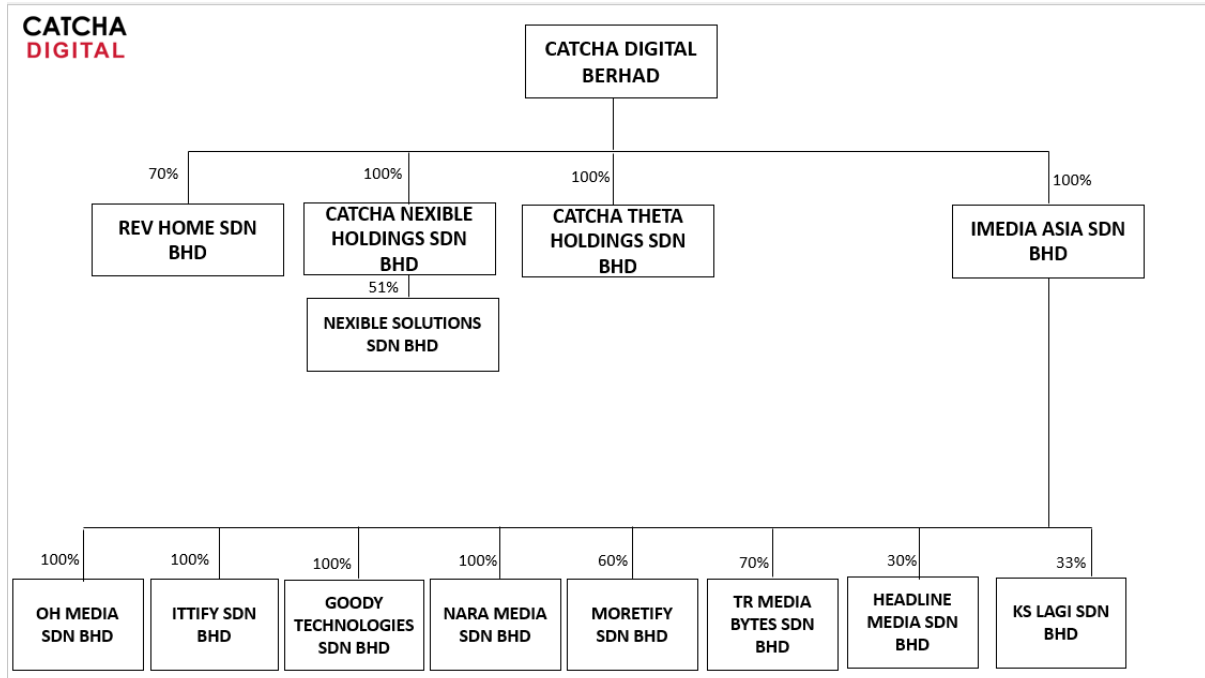 CATCHA
DIGITAL
CATCHA DIGITAL
BERHAD
70%
100%
100%
100%
REV HOME SDN
BHD
CATCHA NEXIBLE
HOLDINGS SDN
BHD
CATCHA THETA
HOLDINGS SDN
BHD
IMEDIA ASIA SDN
BHD
51%
NEXIBLE SOLUTIONS
SDN BHD
100%
100%
100%
100%
60%
70%
30%
33%
OH MEDIA
SDN BHD
ITTIFY SDN
BHD
GOODY
TECHNOLOGIES
SDN BHD
NARA MEDIA
SDN BHD
MORETIFY
SDN BHD
TR MEDIA
BYTES SDN
BHD
HEADLINE
MEDIA SDN
BHD
KS LAGI SDN
BHD